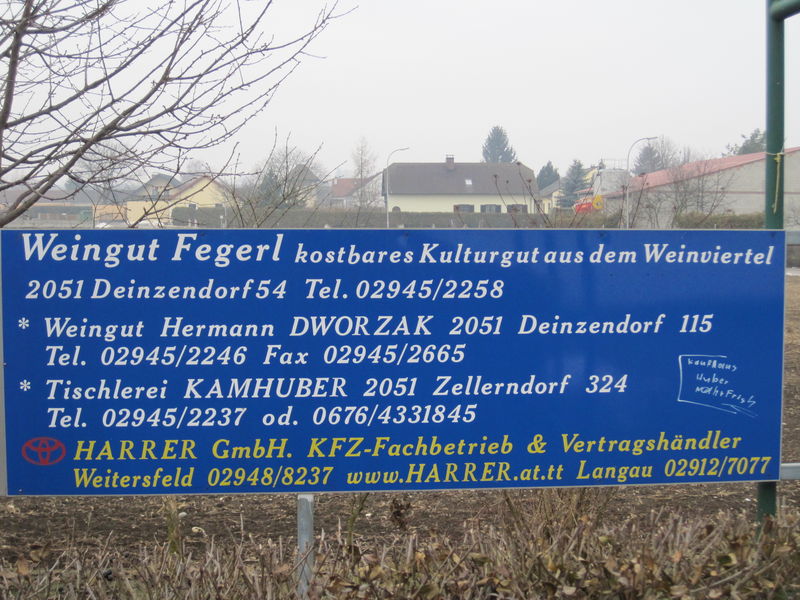 Weingut Fegerl kostbares Kulturgut aus dem Weinviertel
2051 Deinzendorf 54 Tel. 02945/2258
* Weingut Hermann DWORZAK 2051 Deinzendorf 115
Tel. 02945/2246 Fax 02945/2665
* Tischlerei KAMHUBER 2051 Zellerndorf 324
Tel. 02945/2237 od. 0676/4331845
HARRER GmbH. KFZ-Fachbetrieb & Vertragshändler
Weitersfeld 02948/8237 www.HARRER.at.tt Langau 02912/7077
Kaufhaus
Huber